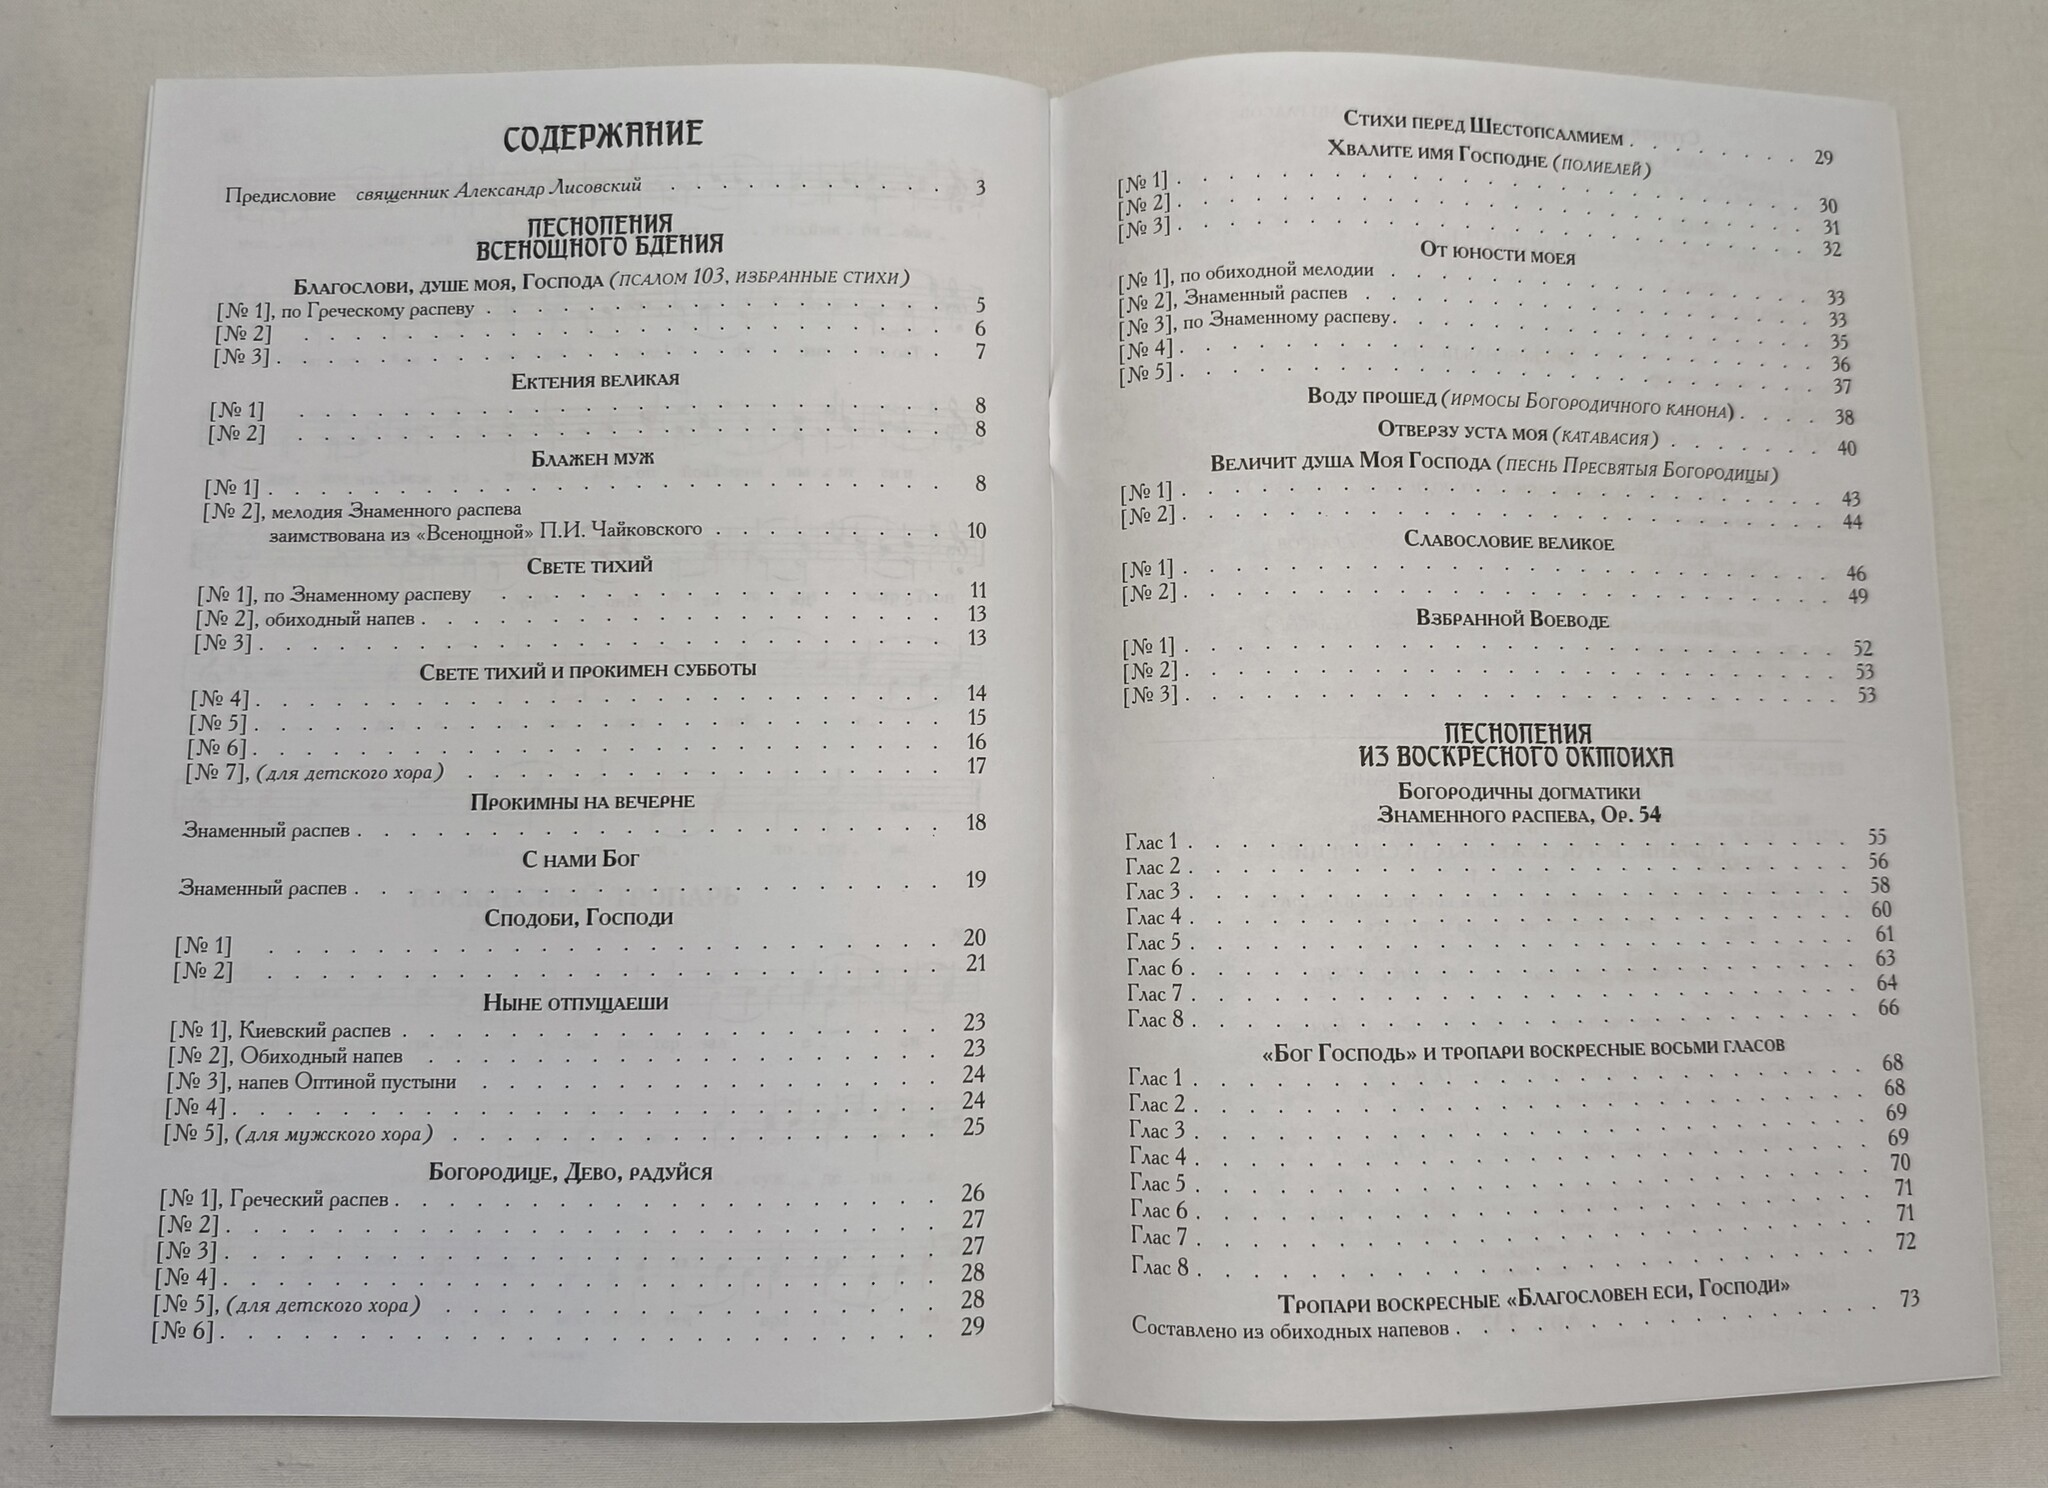 СОДЕРЖАНИЕ
Предисловие священник Александр Лисовский . . . . . . . . . . . 3
ПЕСНОПЕНИЯ
ВСЕНОЩНОГО БДЕНИЯ
Благослови, душе моя, Господа (псалом 103, избранные стихи)
[№ 1], по Греческому распеву . . . . . . . . . . 5
[№ 2] . . . . . . . . . . 6
[№ 3] . . . . . . . . . . 7
Ектения великая
[№ 1] . . . . . . . . . . 8
[№ 2] . . . . . . . . . . 8
Блажен муж
[№ 1] . . . . . . . . . . 8
[№ 2], мелодия Знаменного распева
заимствована из «Всенощной» П.И. Чайковского . . . . . . . . . 10
Свете тихий
[№ 1], по Знаменному распеву . . . . . . . . . . 11
[№ 2], обиходный напев . . . . . . . . . . 13
[№ 3] . . . . . . . . . . 13
Свете тихий и прокимен субботы
[№ 4] . . . . . . . . . . 14
[№ 5] . . . . . . . . . . 15
[№ 6] . . . . . . . . . . 16
[№ 7], (для детского хора) . . . . . . . . . . 17
Прокимны на вечерне
Знаменный распев . . . . . . . . . . 18
С нами Бог
Знаменный распев . . . . . . . . . . 19
Сподоби, Господи
[№ 1] . . . . . . . . . . 20
[№ 2] . . . . . . . . . . 21
Ныне отпущаеши
[№ 1], Киевский распев . . . . . . . . . . 23
[№ 2], Обиходный напев . . . . . . . . . . 23
[№ 3], напев Оптиной пустыни . . . . . . . . . . 24
[№ 4] . . . . . . . . . . 24
[№ 5], (для мужского хора) . . . . . . . . . . 25
Богородице, Дево, радуйся
[№ 1], Греческий распев . . . . . . . . . . 26
[№ 2] . . . . . . . . . . 27
[№ 3] . . . . . . . . . . 27
[№ 4] . . . . . . . . . . 28
[№ 5], (для детского хора) . . . . . . . . . . 28
[№ 6] . . . . . . . . . . 29
Стихи перед Шестопсалмием . . . . . . . . 29
Хвалите имя Господне (полиелей)
[№ 1] . . . . . . . . . . 30
[№ 2] . . . . . . . . . . 31
[№ 3] . . . . . . . . . . 32
От юности моея
[№ 1], по обиходной мелодии . . . . . . . . . . 33
[№ 2], Знаменный распев . . . . . . . . . . 33
[№ 3], по Знаменному распеву . . . . . . . . . . 35
[№ 4] . . . . . . . . . . 36
[№ 5] . . . . . . . . . . 37
Воду прошед (ирмосы Богородичного канона) . . . . 38
Отверзу уста моя (катавасия) . . . . . . 40
Величит душа Моя Господа (песнь Пресвятыя Богородицы)
[№ 1] . . . . . . . . . . 43
[№ 2] . . . . . . . . . . 44
Славословие великое
[№ 1] . . . . . . . . . . 46
[№ 2] . . . . . . . . . . 49
Взбранной Воеводе
[№ 1] . . . . . . . . . . 52
[№ 2] . . . . . . . . . . 53
[№ 3] . . . . . . . . . . 53
ПЕСНОПЕНИЯ
ИЗ ВОСКРЕСНОГО ОКТОИХА
Богородичны догматики
Знаменного распева, Op. 54
Глас 1 . . . . . . . . . . 55
Глас 2 . . . . . . . . . . 56
Глас 3 . . . . . . . . . . 58
Глас 4 . . . . . . . . . . 60
Глас 5 . . . . . . . . . . 61
Глас 6 . . . . . . . . . . 63
Глас 7 . . . . . . . . . . 64
Глас 8 . . . . . . . . . . 66
«Бог Господь» и тропари воскресные восьми гласов
Глас 1 . . . . . . . . . . 68
Глас 2 . . . . . . . . . . 68
Глас 3 . . . . . . . . . . 69
Глас 4 . . . . . . . . . . 69
Глас 5 . . . . . . . . . . 70
Глас 6 . . . . . . . . . . 71
Глас 7 . . . . . . . . . . 71
Глас 8 . . . . . . . . . . 72
Тропари воскресные «Благословен еси, Господи»
Составлено из обиходных напевов . . . . . . . . . . 73